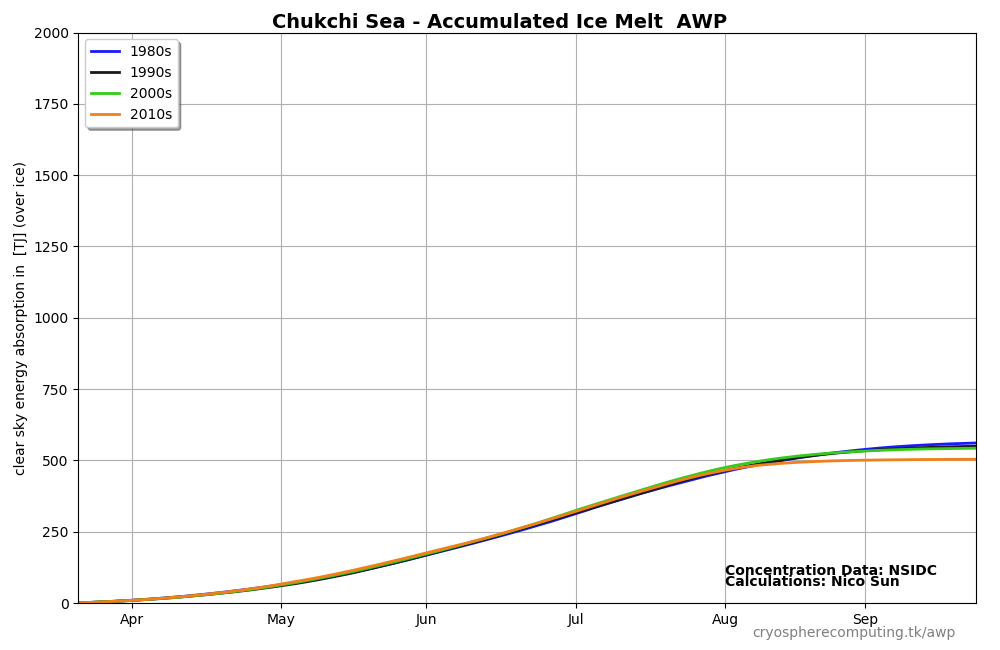 Chukchi Sea - Accumulated Ice Melt  AWP
2000
1750
1500
1250
1000
750
500
250
0
clear sky energy absorption in  [TJ] (over ice)
1980s
1990s
2000s
2010s
Concentration Data: NSIDC
Calculations: Nico Sun
Apr
May
Jun
Jul
Aug
Sep
cryospherecomputing.tk/awp